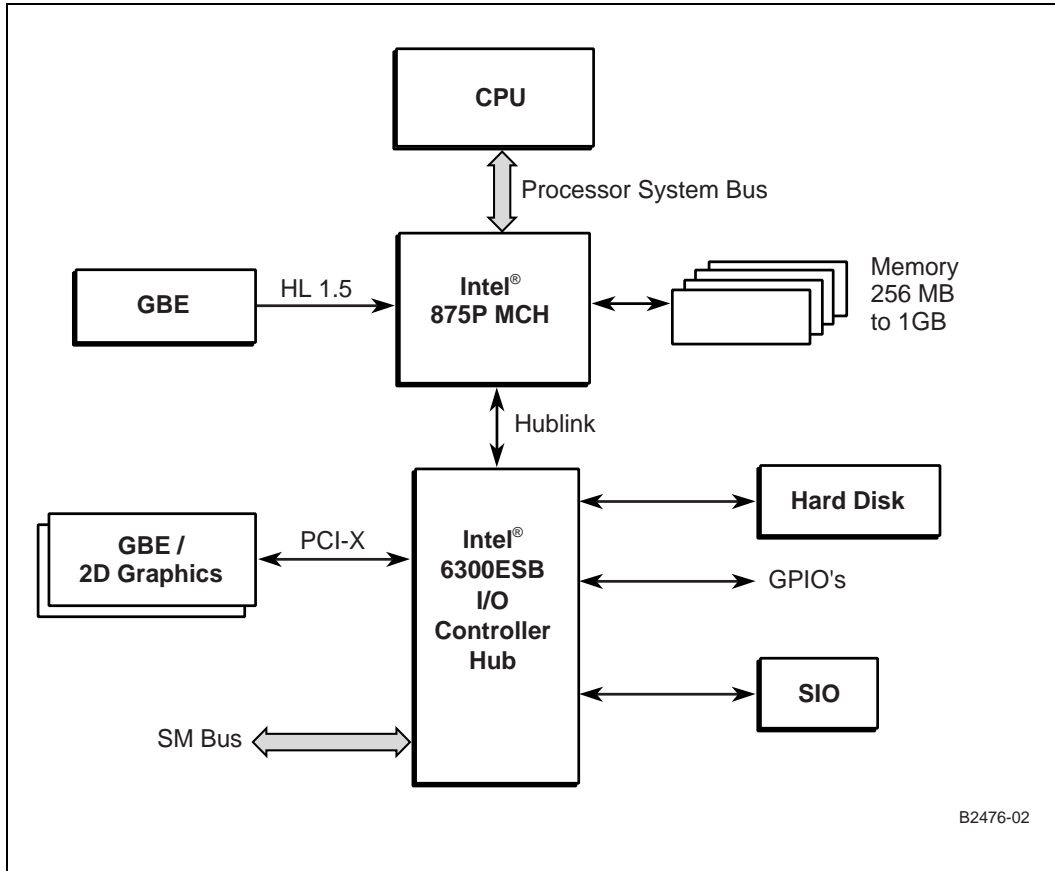 CPU
Processor System Bus
GBE
HL 1.5
Intel®
875P MCH
Memory
256 MB
to 1GB
Hublink
GBE /
2D Graphics
PCI-X
Intel®
6300ESB
I/O
Controller
Hub
Hard Disk
GPIO's
SIO
SM Bus
B2476-02